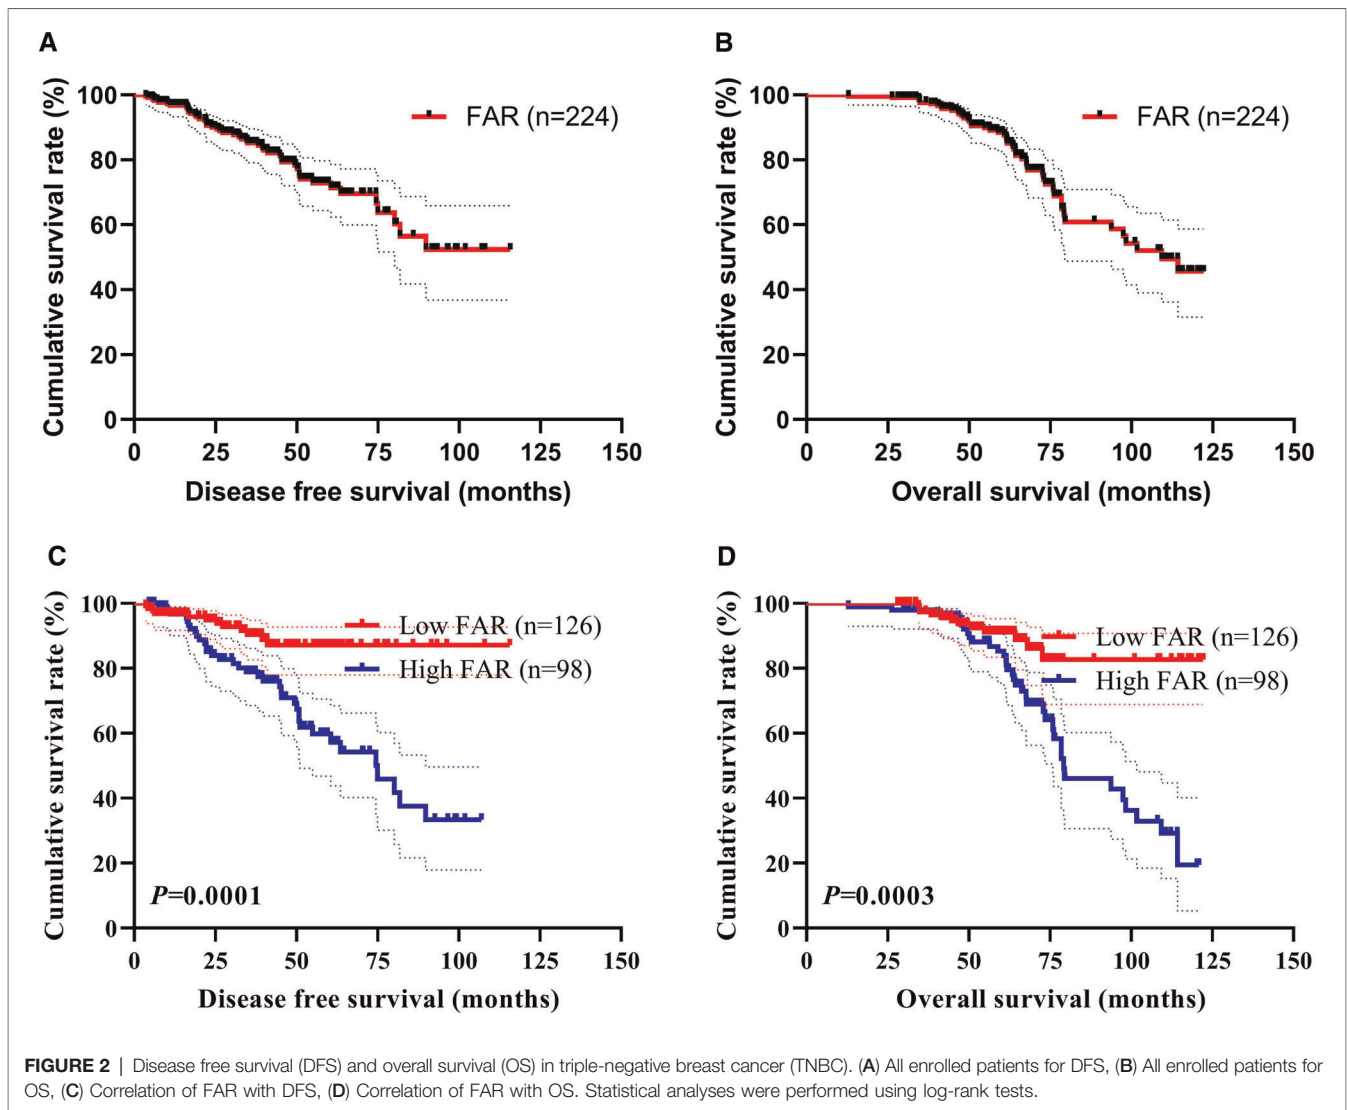 A
Cumulative survival rate (%)
100
80
60
40
20
0
FAR (n=224)
0 25 50 75 100 125 150
Disease free survival (months)
B
Cumulative survival rate (%)
100
80
60
40
20
0
FAR (n=224)
0 25 50 75 100 125 150
Overall survival (months)
C
Cumulative survival rate (%)
100
80
60
40
20
0
Low FAR (n=126)
High FAR (n=98)
P=0.0001
0 25 50 75 100 125 150
Disease free survival (months)
D
Cumulative survival rate (%)
100
80
60
40
20
0
Low FAR (n=126)
High FAR (n=98)
P=0.0003
0 25 50 75 100 125 150
Overall survival (months)
FIGURE 2 | Disease free survival (DFS) and overall survival (OS) in triple-negative breast cancer (TNBC). (A) All enrolled patients for DFS, (B) All enrolled patients for
OS, (C) Correlation of FAR with DFS, (D) Correlation of FAR with OS. Statistical analyses were performed using log-rank tests.